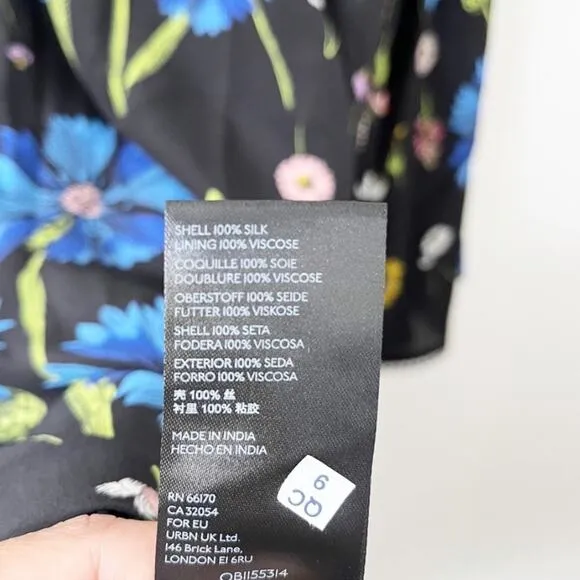 SHELL 100% SILK
LINING 100% VISCOSE
COQUILLE 100% SOIE
DOUBLURE 100% VISCOSE
OBERSTOFF 100% SEIDE
FUTTER 100% VISKOSE
SHELL 100% SETA
FODERA 100% VISCOSA
EXTERIOR 100% SEDA
FORRO 100% VISCOSA
壳 100% 丝
衬里 100% 粘胶
MADE IN INDIA
HECHO EN INDIA
RN 66170
CA 32054
FOR EU
URBN UK Ltd.
146 Brick Lane,
LONDON E1 6RU
OB1155314
QC
9